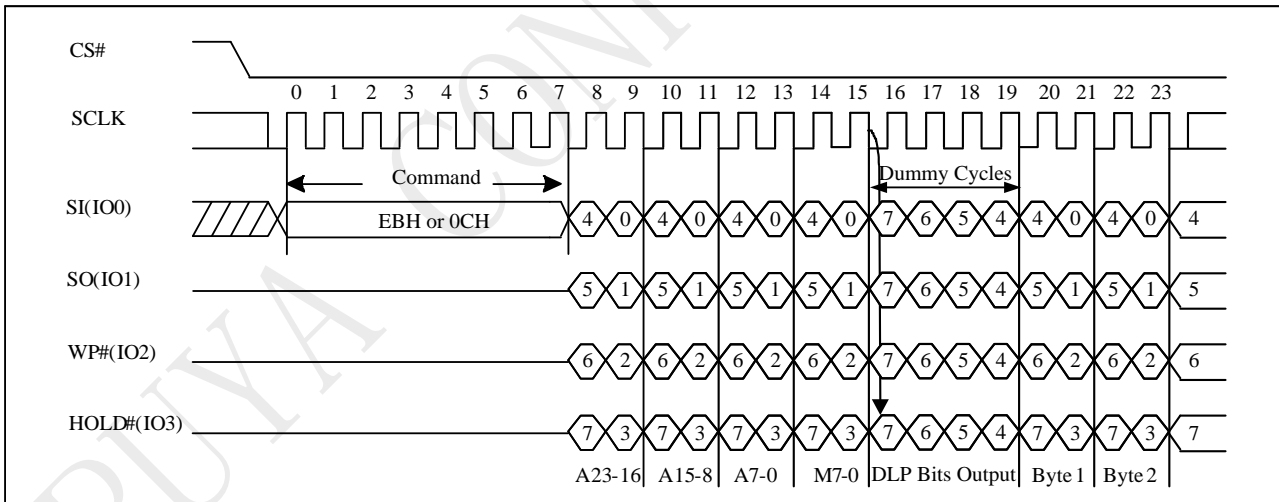 CS#
0 1 2 3 4 5 6 7 8 9 10 11 12 13 14 15 16 17 18 19 20 21 22 23
SCLK
Command
Dummy Cycles
SI(IO0)
EBH or 0CH
4 0 4 0 4 0 4 0 7 6 5 4 4 0 4 0 4
SO(IO1)
5 1 5 1 5 1 5 1 7 6 5 4 5 1 5 1 5
WP#(IO2)
6 2 6 2 6 2 6 2 7 6 5 4 6 2 6 2 6
HOLD#(IO3)
7 3 7 3 7 3 7 3 7 6 5 4 7 3 7 3 7
A23-16 A15-8 A7-0 M7-0 DLP Bits Output Byte 1 Byte 2
PUYA CONF